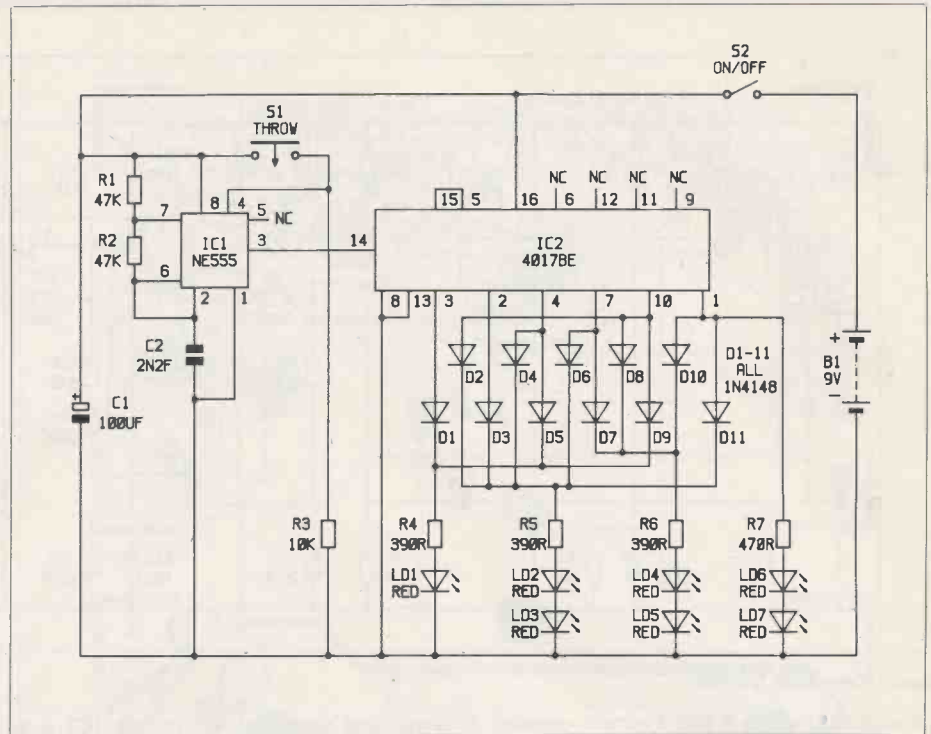 S2
ON/OFF
S1
THROW
R1
47K
R2
47K
7
6
8
4
5
NC
3
2
1
IC1
NE555
C2
2N2F
C1
100UF
+
R3
10K
14
15
5
16
NC
6
NC
12
NC
11
NC
9
IC2
4017BE
8
13
3
2
4
7
10
1
D2
D4
D6
D8
D10
D1
D3
D5
D7
D9
D11
D1-11
ALL
1N4148
+
B1
9V
−
R4
390R
R5
390R
R6
390R
R7
470R
LD1
RED
LD2
RED
LD3
RED
LD4
RED
LD5
RED
LD6
RED
LD7
RED